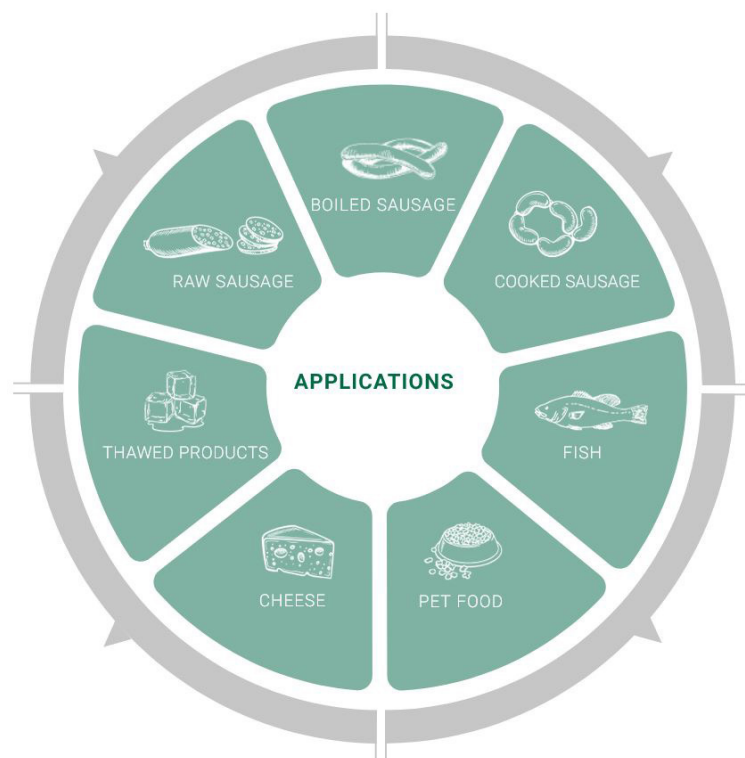 BOILED SAUSAGE
RAW SAUSAGE
COOKED SAUSAGE
APPLICATIONS
THAWED PRODUCTS
FISH
CHEESE
PET FOOD